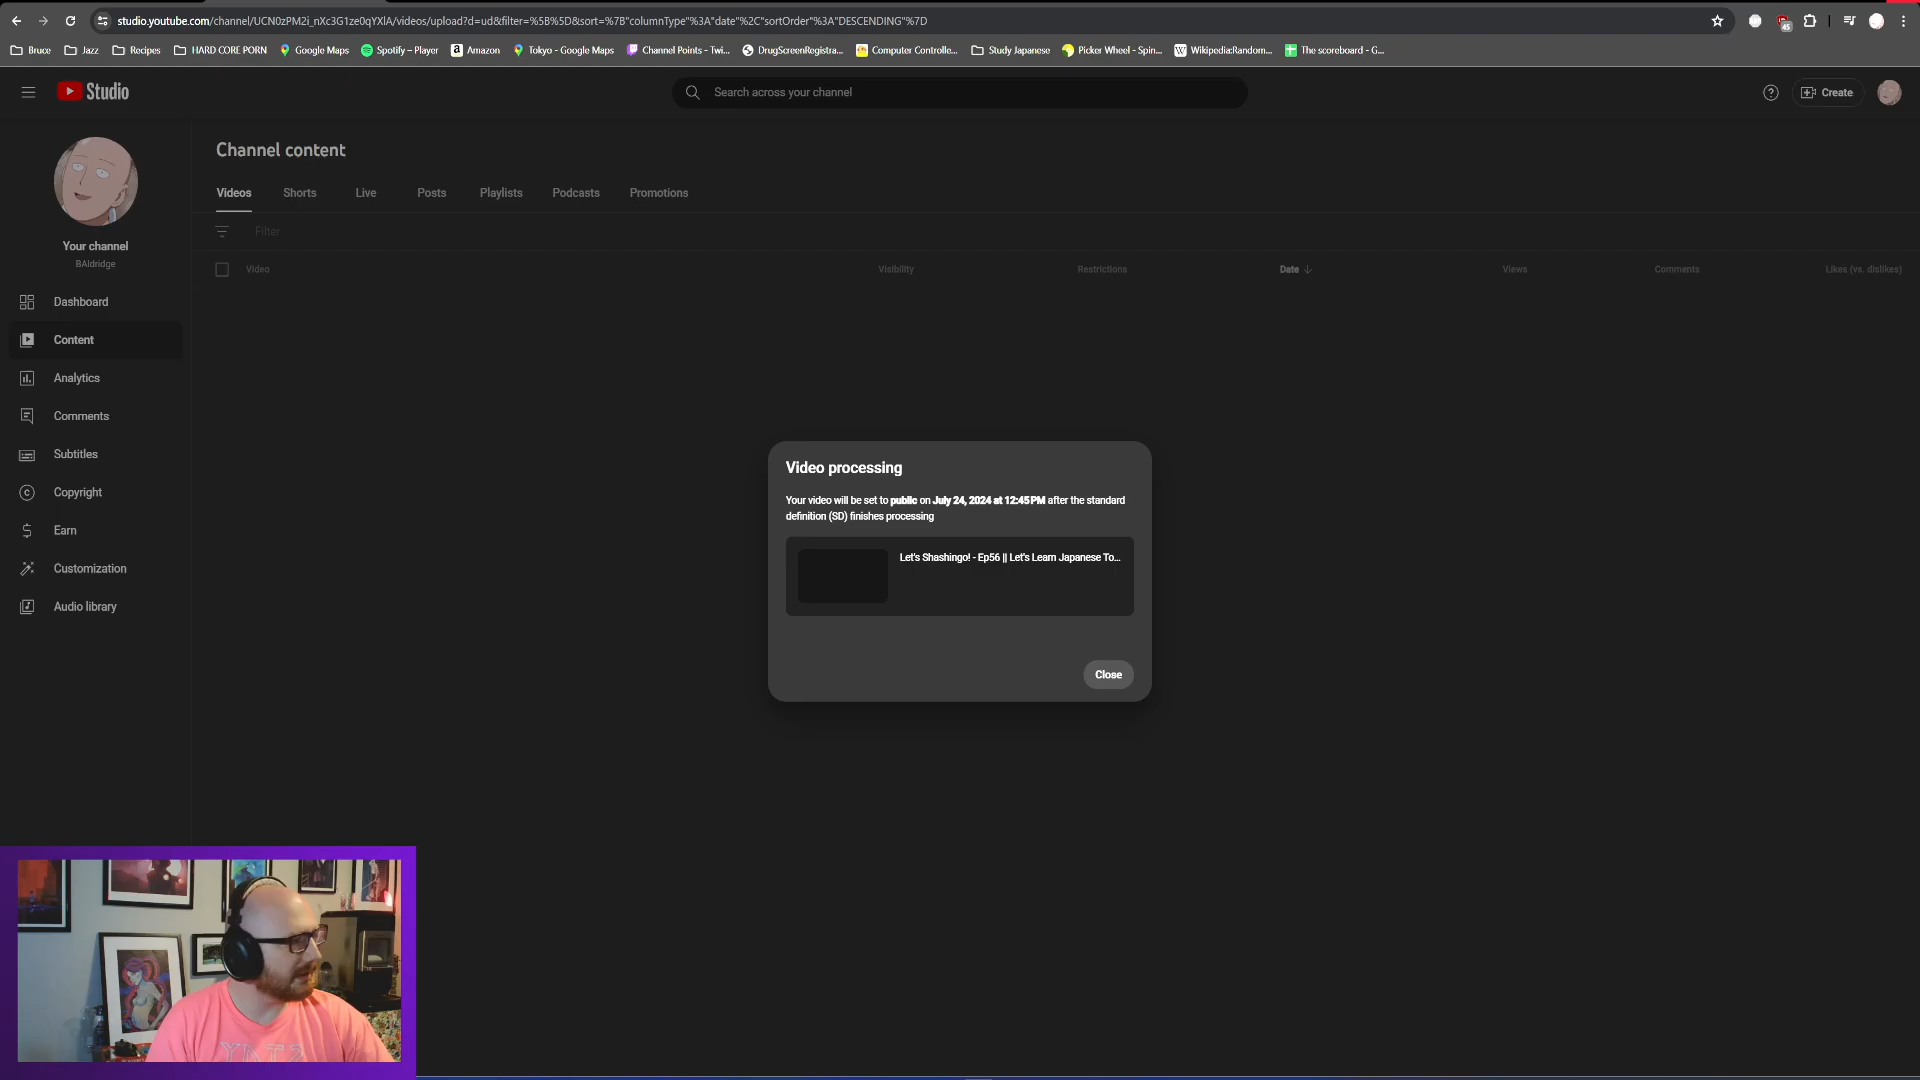 studio.youtube.com/channel/UCN0zPM2i_nXc3G1ze0qYXlA/videos/upload?d=ud&filter=%5B%5D&sort=%7B"columnType"%3A"date"%2C"sortOrder"%3A"DESCENDING"%7D
45
Bruce Jazz Recipes HARD CORE PORN Google Maps Spotify – Player Amazon Tokyo - Google Maps Channel Points - Twi... DrugScreenRegistra... Computer Controlle... Study Japanese Picker Wheel - Spin... Wikipedia:Random... The scoreboard - G...
Studio
Search across your channel
Create
Channel content
Videos Shorts Live Posts Playlists Podcasts Promotions
Filter
Video Visibility Restrictions Date Views Comments Likes (vs. dislikes)
Your channel
BAldridge
Dashboard
Content
Analytics
Comments
Subtitles
Copyright
Earn
Customization
Audio library
Video processing
Your video will be set to public on July 24, 2024 at 12:45 PM after the standard
definition (SD) finishes processing
Let's Shashingo! - Ep56 || Let's Learn Japanese To...
Close